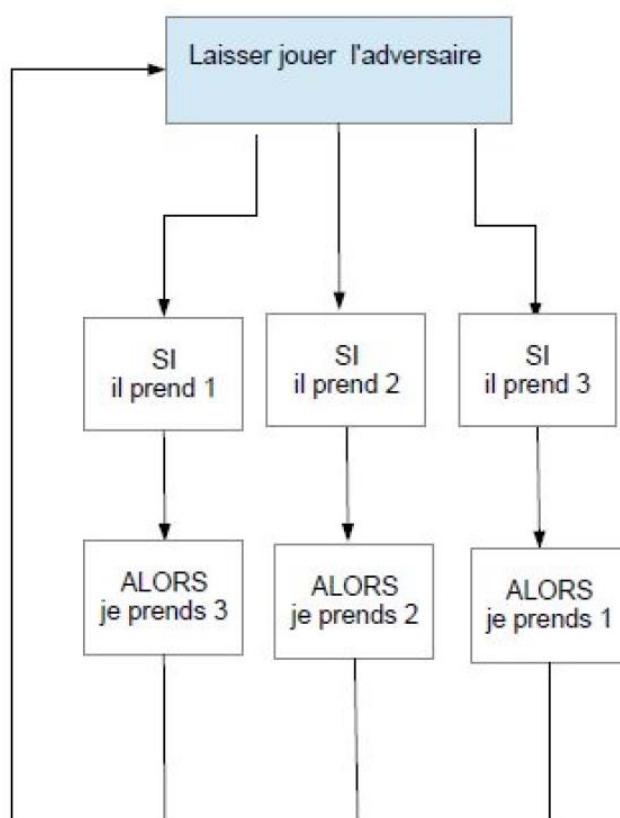 Laisser jouer l'adversaire
SI
il prend 1
SI
il prend 2
SI
il prend 3
ALORS
je prends 3
ALORS
je prends 2
ALORS
je prends 1